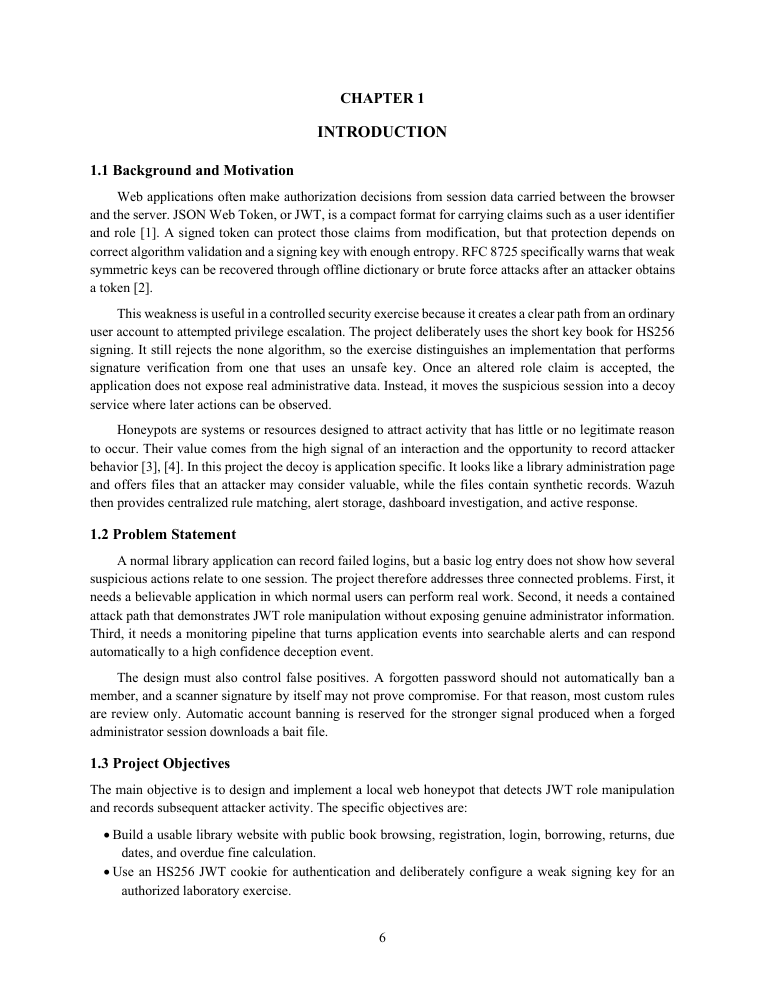 CHAPTER 1
INTRODUCTION
1.1 Background and Motivation
Web applications often make authorization decisions from session data carried between the browser
and the server. JSON Web Token, or JWT, is a compact format for carrying claims such as a user identifier
and role [1]. A signed token can protect those claims from modification, but that protection depends on
correct algorithm validation and a signing key with enough entropy. RFC 8725 specifically warns that weak
symmetric keys can be recovered through offline dictionary or brute force attacks after an attacker obtains
a token [2].
This weakness is useful in a controlled security exercise because it creates a clear path from an ordinary
user account to attempted privilege escalation. The project deliberately uses the short key book for HS256
signing. It still rejects the none algorithm, so the exercise distinguishes an implementation that performs
signature verification from one that uses an unsafe key. Once an altered role claim is accepted, the
application does not expose real administrative data. Instead, it moves the suspicious session into a decoy
service where later actions can be observed.
Honeypots are systems or resources designed to attract activity that has little or no legitimate reason
to occur. Their value comes from the high signal of an interaction and the opportunity to record attacker
behavior [3], [4]. In this project the decoy is application specific. It looks like a library administration page
and offers files that an attacker may consider valuable, while the files contain synthetic records. Wazuh
then provides centralized rule matching, alert storage, dashboard investigation, and active response.
1.2 Problem Statement
A normal library application can record failed logins, but a basic log entry does not show how several
suspicious actions relate to one session. The project therefore addresses three connected problems. First, it
needs a believable application in which normal users can perform real work. Second, it needs a contained
attack path that demonstrates JWT role manipulation without exposing genuine administrator information.
Third, it needs a monitoring pipeline that turns application events into searchable alerts and can respond
automatically to a high confidence deception event.
The design must also control false positives. A forgotten password should not automatically ban a
member, and a scanner signature by itself may not prove compromise. For that reason, most custom rules
are review only. Automatic account banning is reserved for the stronger signal produced when a forged
administrator session downloads a bait file.
1.3 Project Objectives
The main objective is to design and implement a local web honeypot that detects JWT role manipulation
and records subsequent attacker activity. The specific objectives are:
• Build a usable library website with public book browsing, registration, login, borrowing, returns, due
dates, and overdue fine calculation.
• Use an HS256 JWT cookie for authentication and deliberately configure a weak signing key for an
authorized laboratory exercise.
6